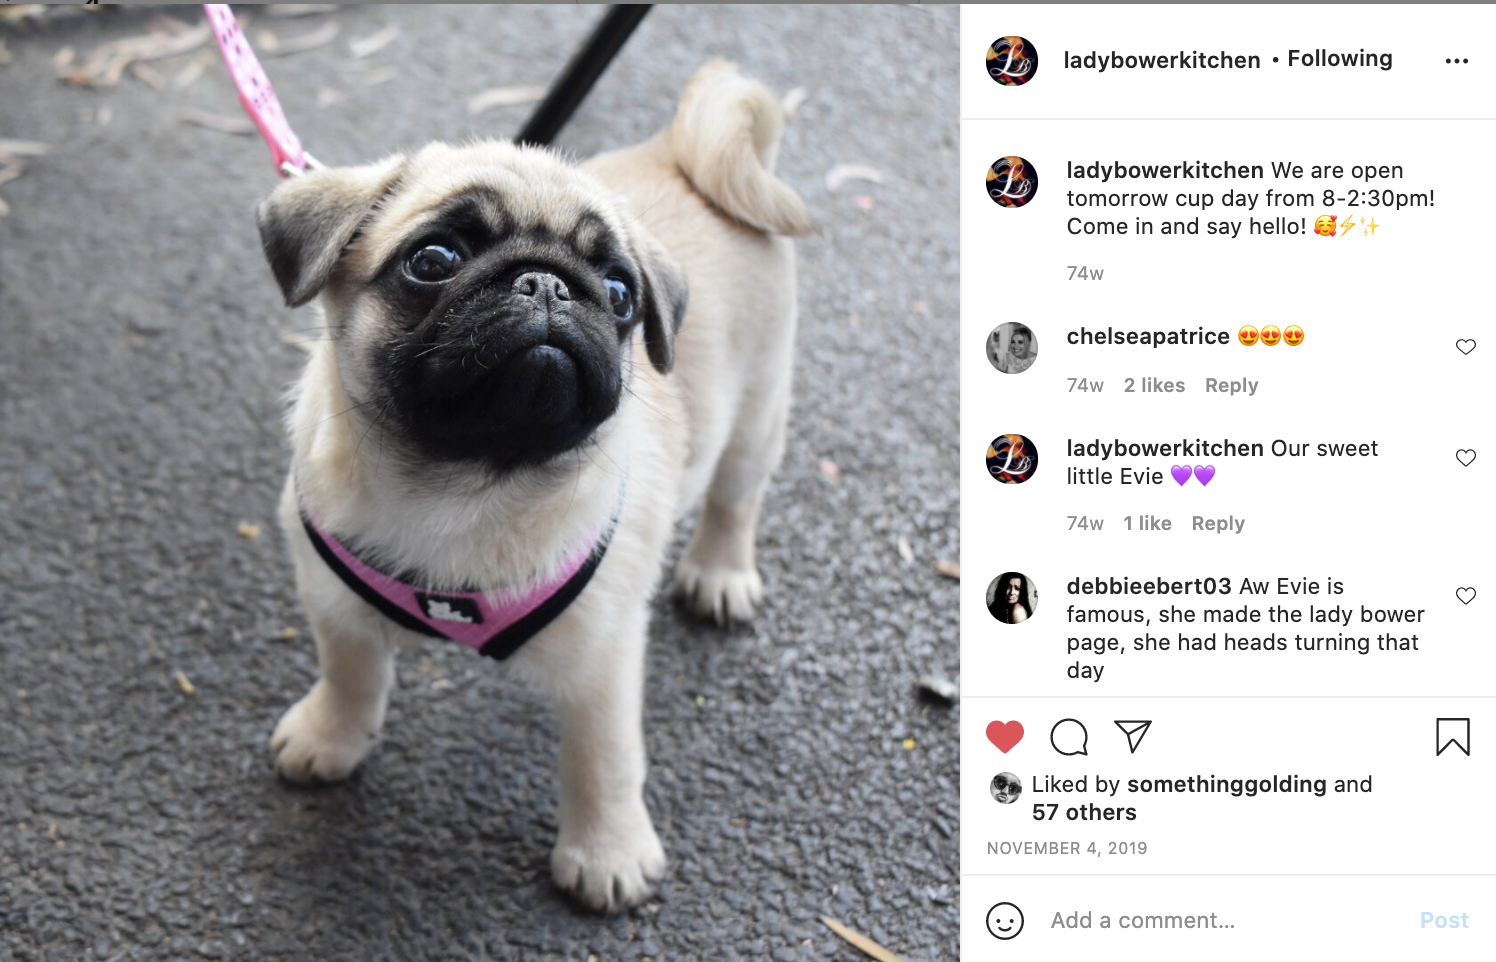 ladybowerkitchen • Following
ladybowerkitchen We are open
tomorrow cup day from 8-2:30pm!
Come in and say hello! 🥰⚡✨
74w
chelseapatrice 😍😍😍
74w 2 likes Reply
ladybowerkitchen Our sweet
little Evie 💜💜
74w 1 like Reply
debbieebert03 Aw Evie is
famous, she made the lady bower
page, she had heads turning that
day
Liked by somethinggolding and
57 others
NOVEMBER 4, 2019
Add a comment...
Post